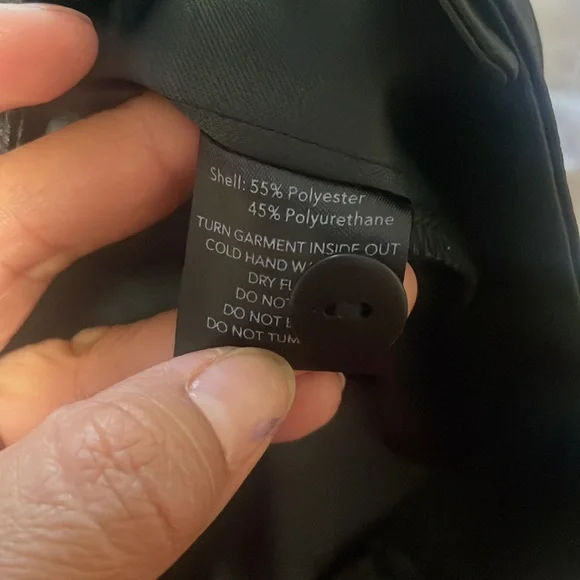 Shell: 55% Polyester
45% Polyurethane
TURN GARMENT INSIDE OUT
COLD HAND
DRY
DO NOT
DO NOT
DO NOT